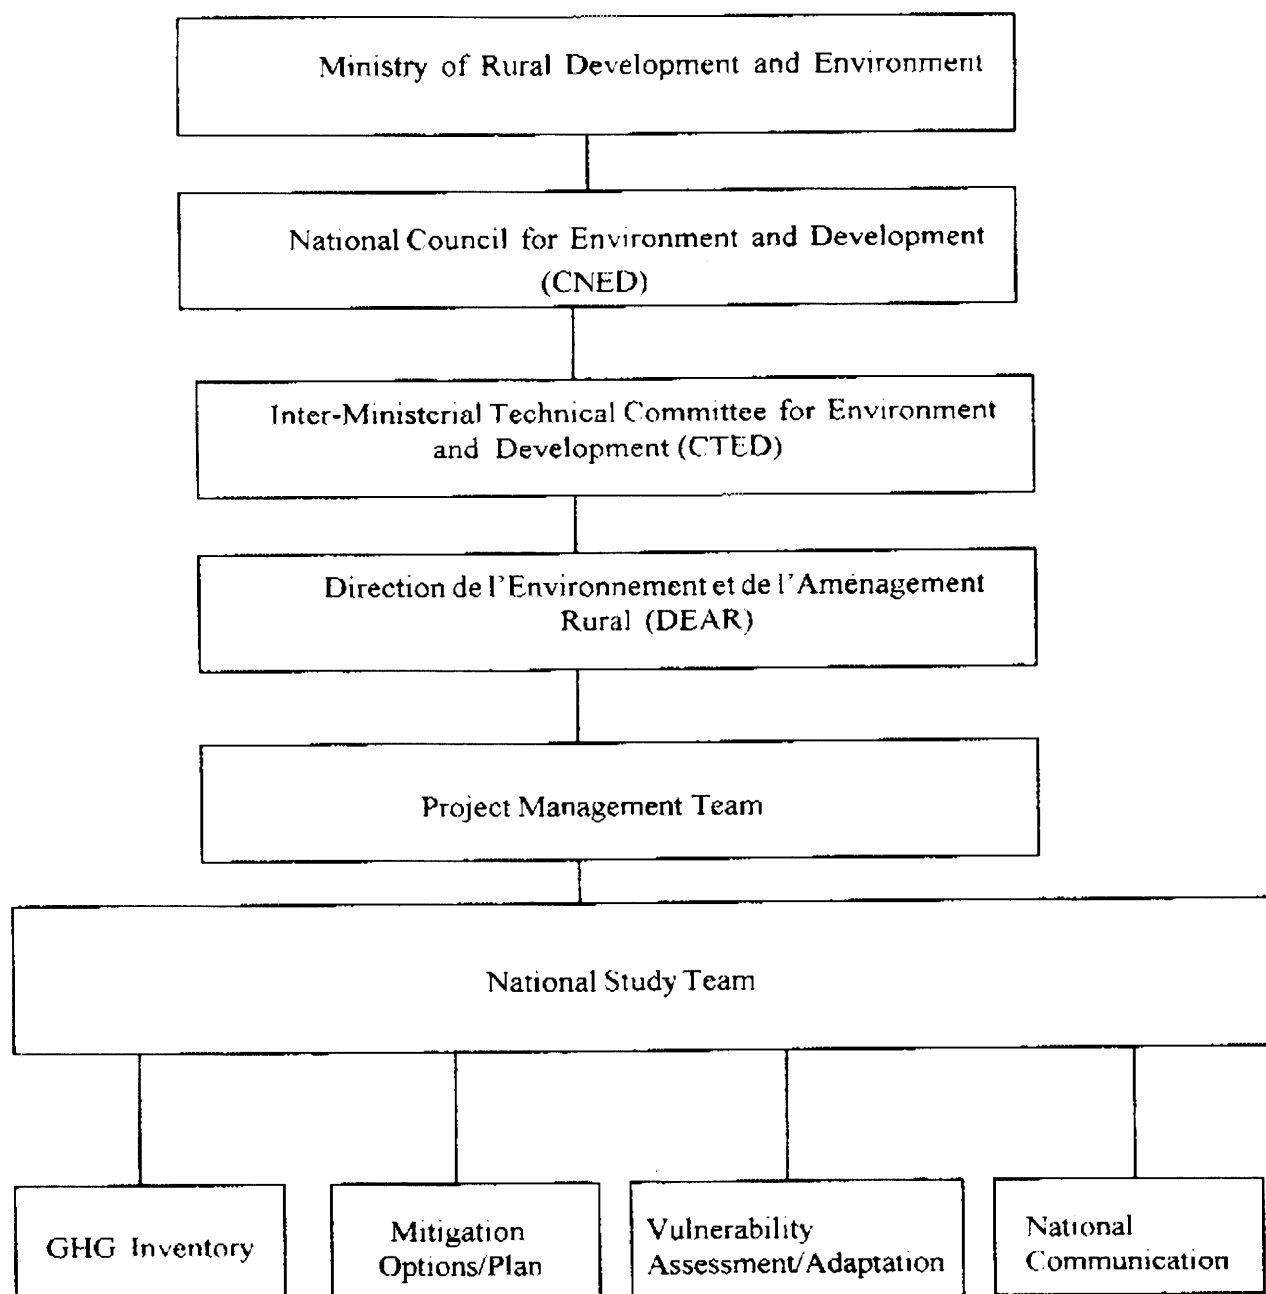 Ministry of Rural Development and Environment
National Council for Environment and Development
(CNED)
Inter-Ministerial Technical Committee for Environment
and Development (CTED)
Direction de l'Environnement et de l'Aménagement
Rural (DEAR)
Project Management Team
National Study Team
GHG Inventory
Mitigation
Options/Plan
Vulnerability
Assessment/Adaptation
National
Communication